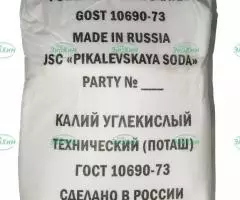 GOST 10690-73
MADE IN RUSSIA
JSC «PIKALEVSKAYA SODA»
PARTY № ___
КАЛИЙ УГЛЕКИСЛЫЙ
ТЕХНИЧЕСКИЙ (ПОТАШ)
ГОСТ 10690-73
СДЕЛАНО В РОССИИ